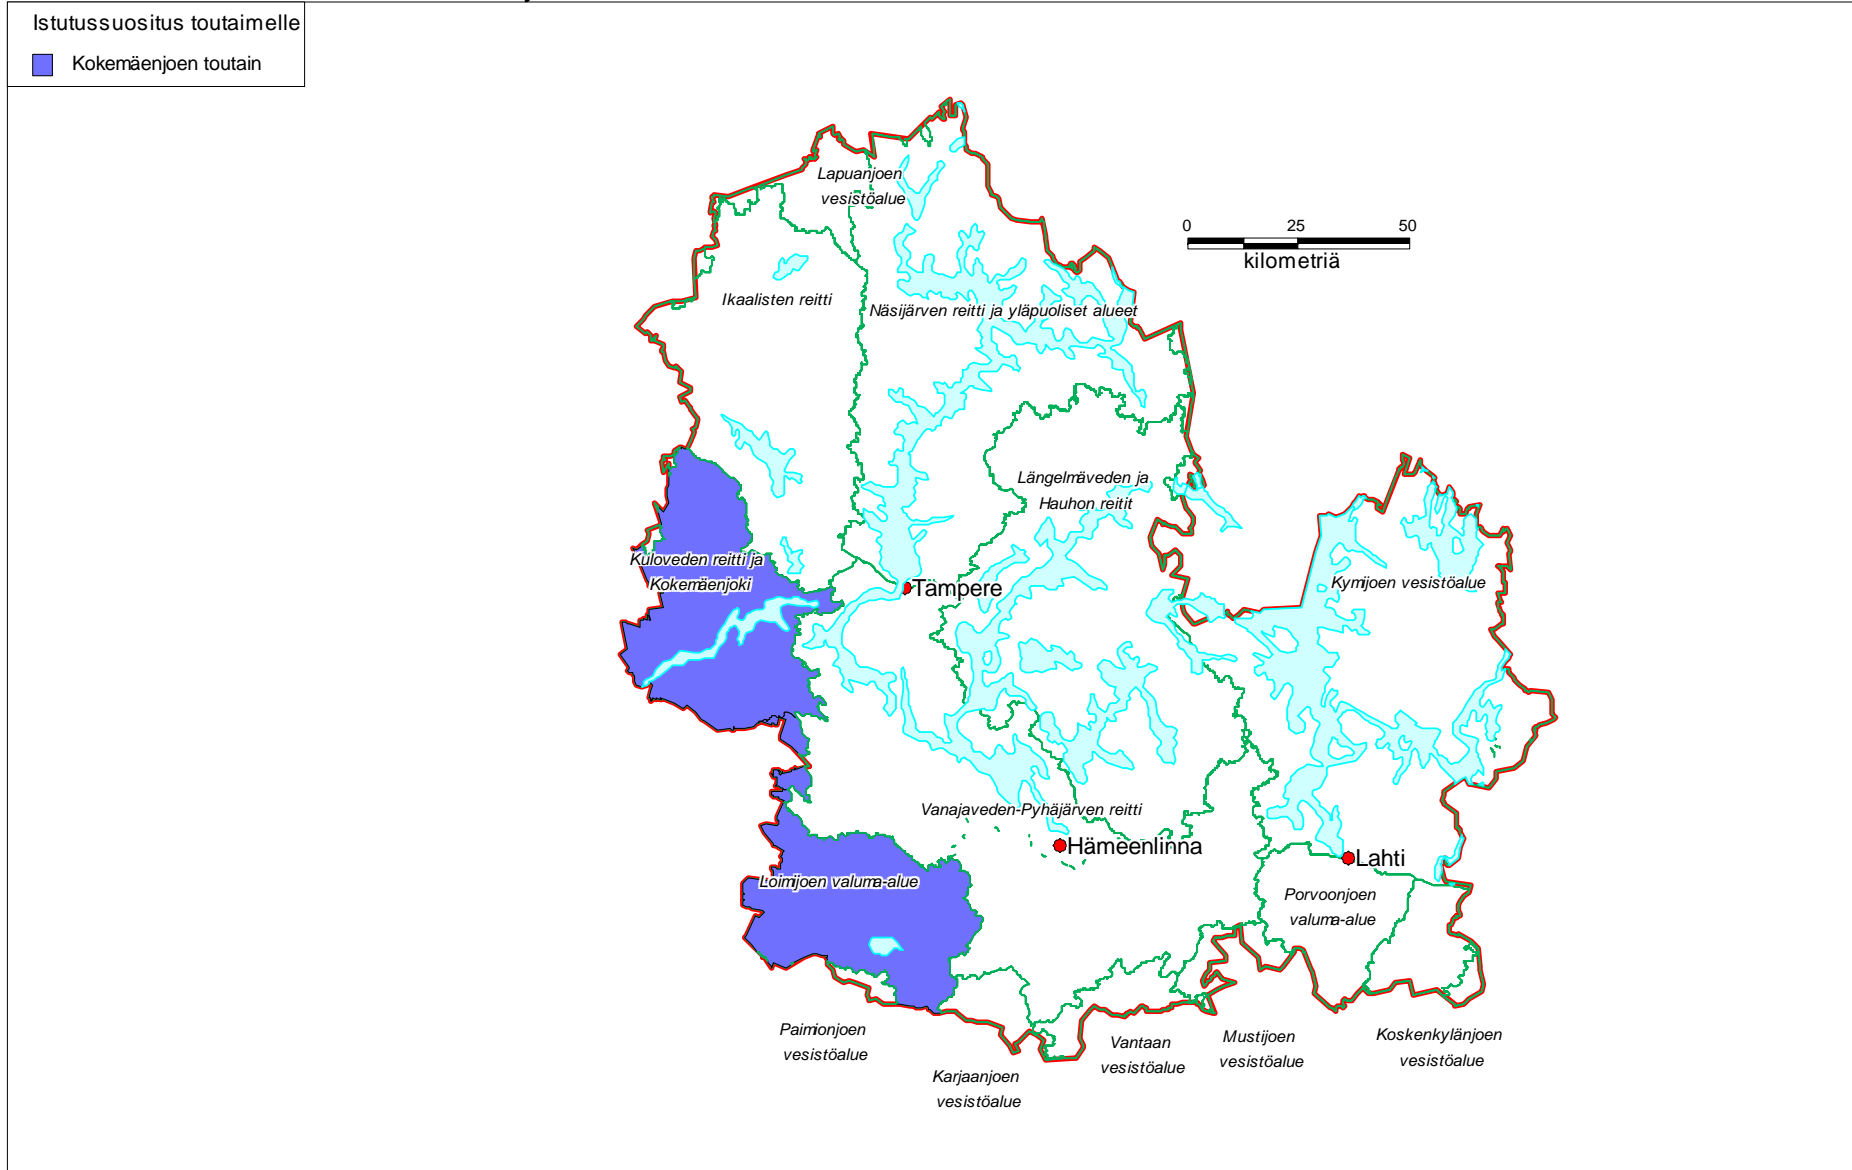 Istutussuositus toutaimelle
Kokemäenjoen toutain
Lapuanjoen
vesistöalue
0 25 50
kilometriä
Ikaalisten reitti
Näsijärven reitti ja yläpuoliset alueet
Längelmäveden ja
Hauhon reitit
Kuloveden reitti ja
Kokemäenjoki
Tampere
Kymijoen vesistöalue
Vanajaveden-Pyhäjärven reitti
Hämeenlinna
Lahti
Loimijoen valuma-alue
Porvoonjoen
valuma-alue
Paimionjoen
vesistöalue
Karjaanjoen
vesistöalue
Vantaan
vesistöalue
Mustijoen
vesistöalue
Koskenkylänjoen
vesistöalue